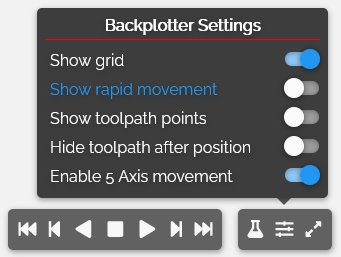 Backplotter Settings
Show grid
Show rapid movement
Show toolpath points
Hide toolpath after position
Enable 5 Axis movement